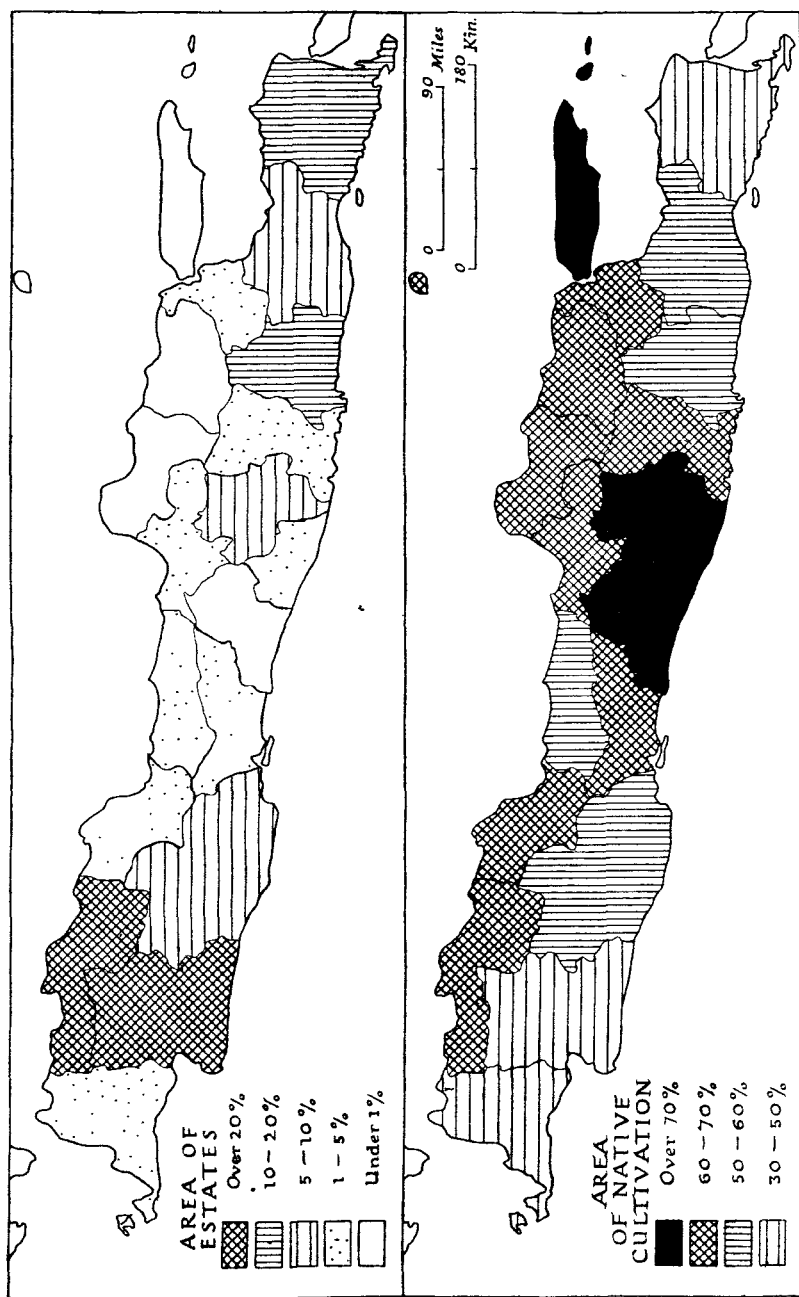 AREA OF
ESTATES
Over 20%
10-20%
5-10%
1-5%
Under 1%
0 90
Miles
180
0 Km.
AREA
OF NATIVE
CULTIVATION
Over 70%
60-70%
50-60%
30-50%